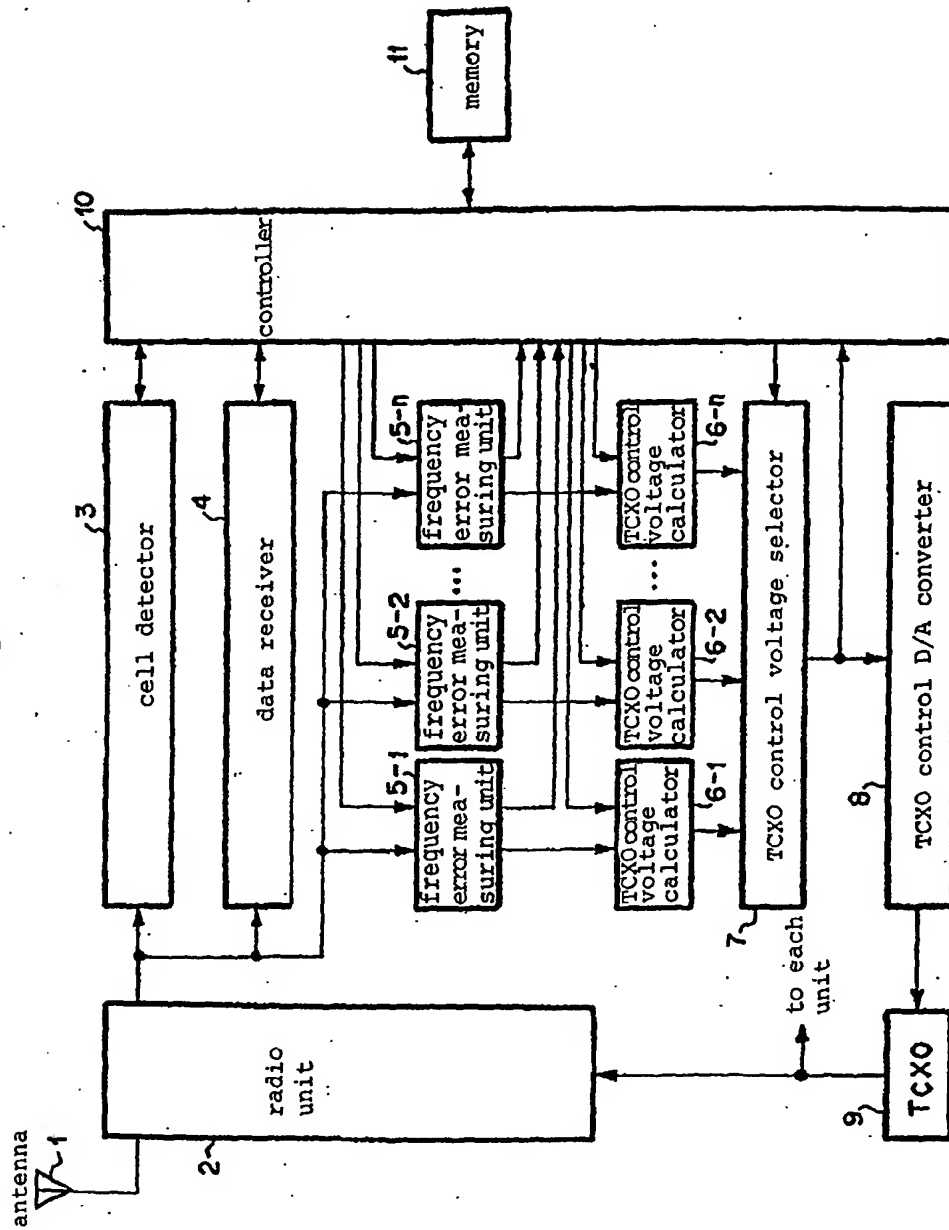 antenna
1
radio
unit
2
cell detector
3
data receiver
4
frequency
error mea-
suring unit
5-1
frequency
error mea-
suring unit
5-2
...
frequency
error mea-
suring unit
5-n
TCXO control
voltage
calculator
6-1
TCXO control
voltage
calculator
6-2
...
TCXO control
voltage
calculator
6-n
TCXO control voltage selector
7
TCXO control D/A converter
8
TCXO
9
to each
unit
controller
10
memory
11